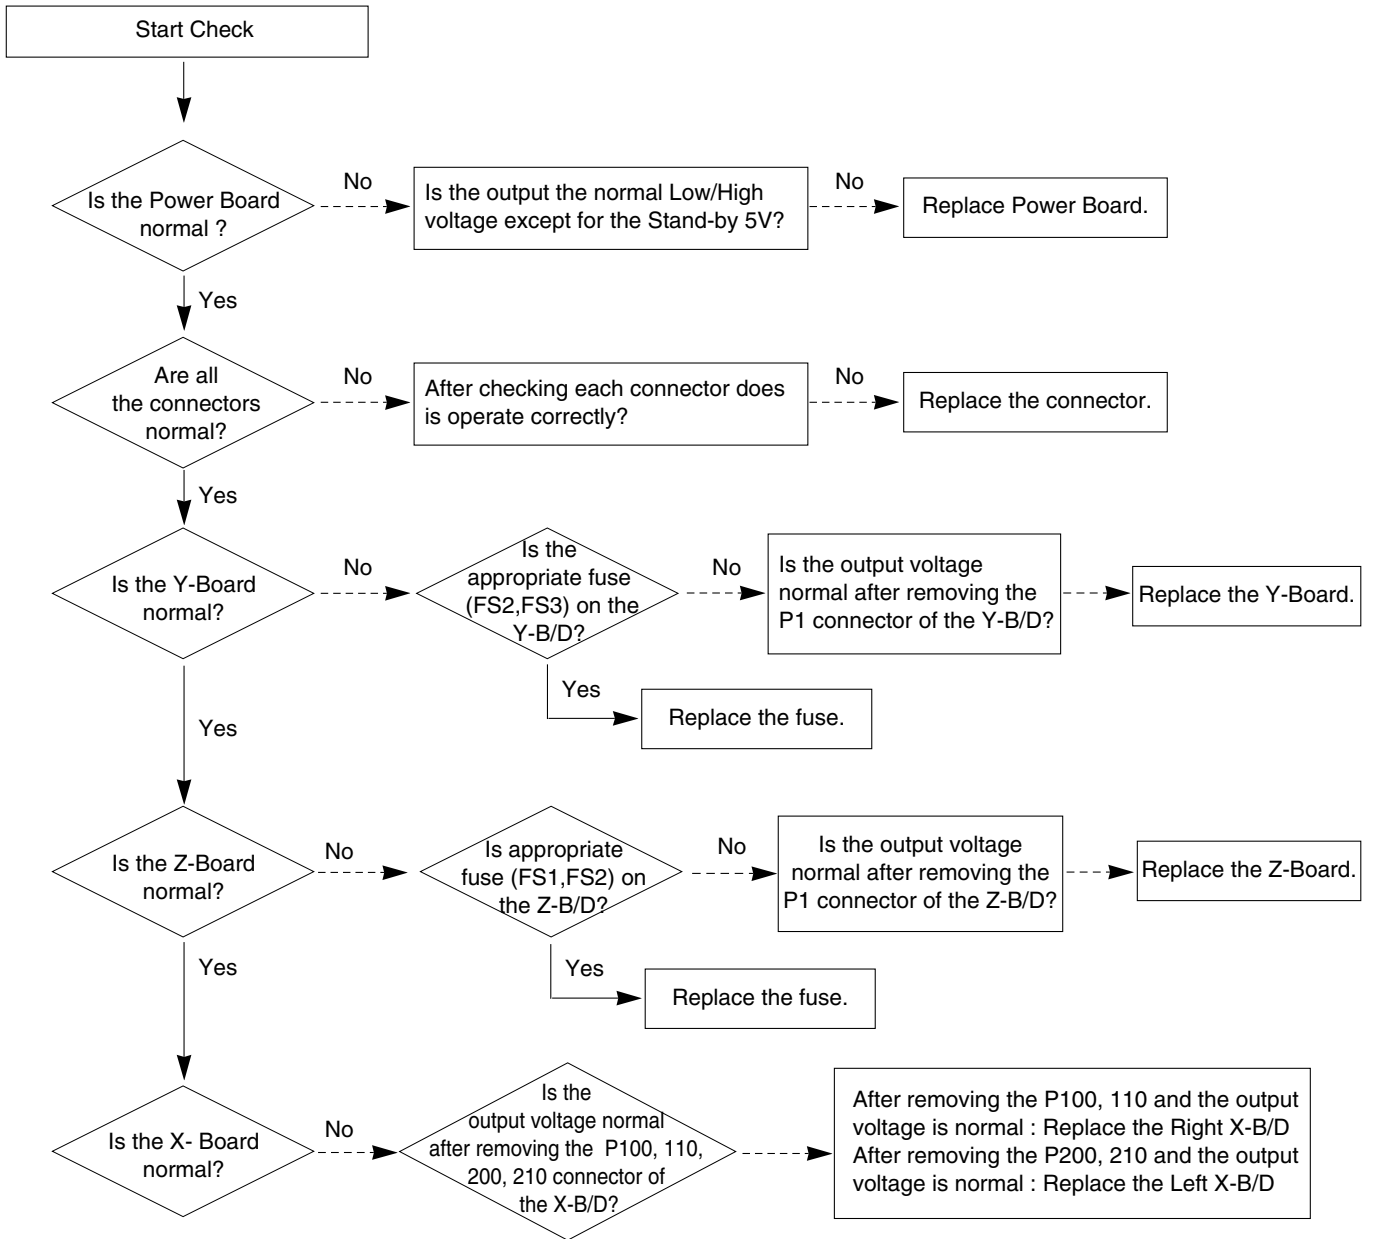 Start Check
Is the Power Board
normal ?
No
Is the output the normal Low/High
voltage except for the Stand-by 5V?
No
Replace Power Board.
Yes
Are all
the connectors
normal?
No
After checking each connector does
is operate correctly?
No
Replace the connector.
Yes
Is the Y-Board
normal?
No
Is the
appropriate fuse
(FS2,FS3) on the
Y-B/D?
No
Is the output voltage
normal after removing the
P1 connector of the Y-B/D?
Replace the Y-Board.
Yes
Replace the fuse.
Yes
Is the Z-Board
normal?
No
Is appropriate
fuse (FS1,FS2) on
the Z-B/D?
No
Is the output voltage
normal after removing the
P1 connector of the Z-B/D?
Replace the Z-Board.
Yes
Replace the fuse.
Yes
Is the X- Board
normal?
No
Is the
output voltage normal
after removing the P100, 110,
200, 210 connector of
the X-B/D?
After removing the P100, 110 and the output
voltage is normal : Replace the Right X-B/D
After removing the P200, 210 and the output
voltage is normal : Replace the Left X-B/D